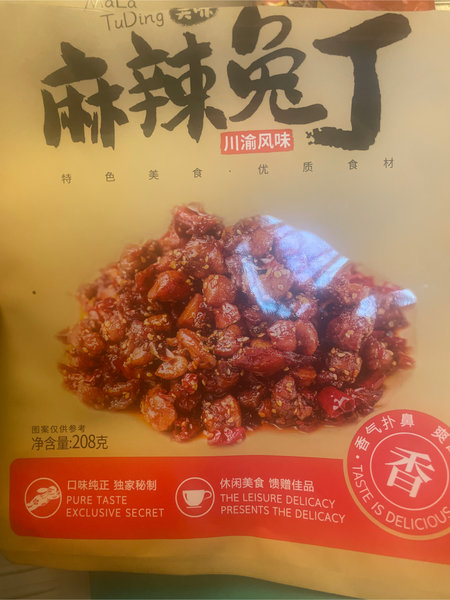 MaLa
TuDing
美味
麻辣兔丁
川渝风味
特色美食·优质食材
图案仅供参考
净含量:208克
口味纯正 独家秘制
PURE TASTE
EXCLUSIVE SECRET
休闲美食 馈赠佳品
THE LEISURE DELICACY
PRESENTS THE DELICACY
香气扑鼻 爽
香
TASTE IS DELICIOUS